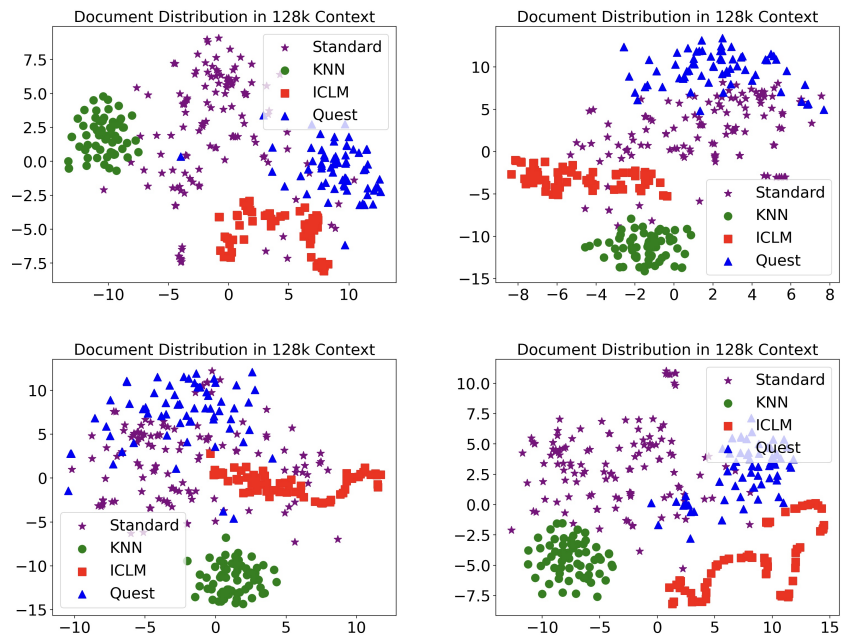 Document Distribution in 128k Context
Standard
KNN
ICLM
Quest
7.5
5.0
2.5
0.0
−2.5
−5.0
−7.5
−10
−5
0
5
10
Document Distribution in 128k Context
10
5
0
−5
−10
−15
Standard
KNN
ICLM
Quest
−8
−6
−4
−2
0
2
4
6
8
Document Distribution in 128k Context
10
5
0
−5
−10
−15
Standard
KNN
ICLM
Quest
−10
−5
0
5
10
Document Distribution in 128k Context
Standard
KNN
ICLM
Quest
10.0
7.5
5.0
2.5
0.0
−2.5
−5.0
−7.5
−10
−5
0
5
10
15